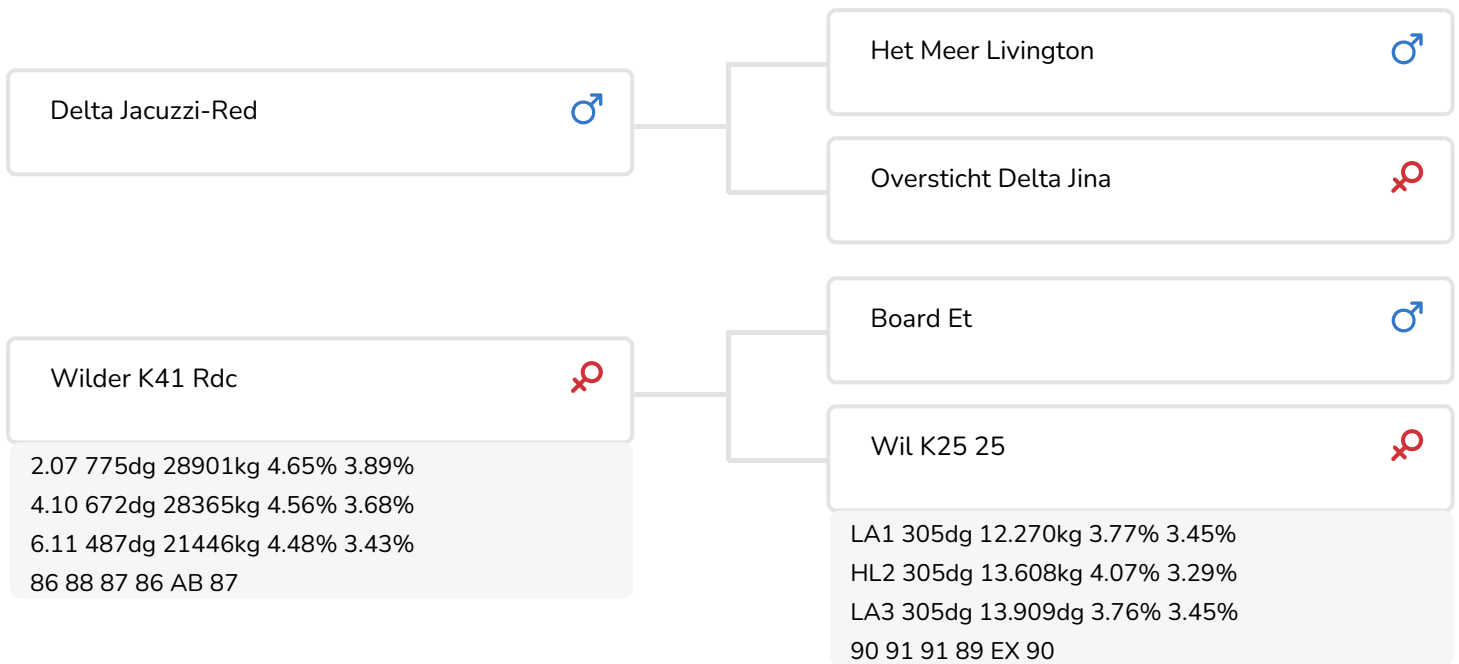 Het Meer Livington
Delta Jacuzzi-Red
Oversticht Delta Jina
Board Et
Wilder K41 Rdc
2.07 775dg 28901kg 4.65% 3.89%
4.10 672dg 28365kg 4.56% 3.68%
6.11 487dg 21446kg 4.48% 3.43%
86 88 87 86 AB 87
Wil K25 25
LA1 305dg 12.270kg 3.77% 3.45%
HL2 305dg 13.608kg 4.07% 3.29%
LA3 305dg 13.909dg 3.76% 3.45%
90 91 91 89 EX 90